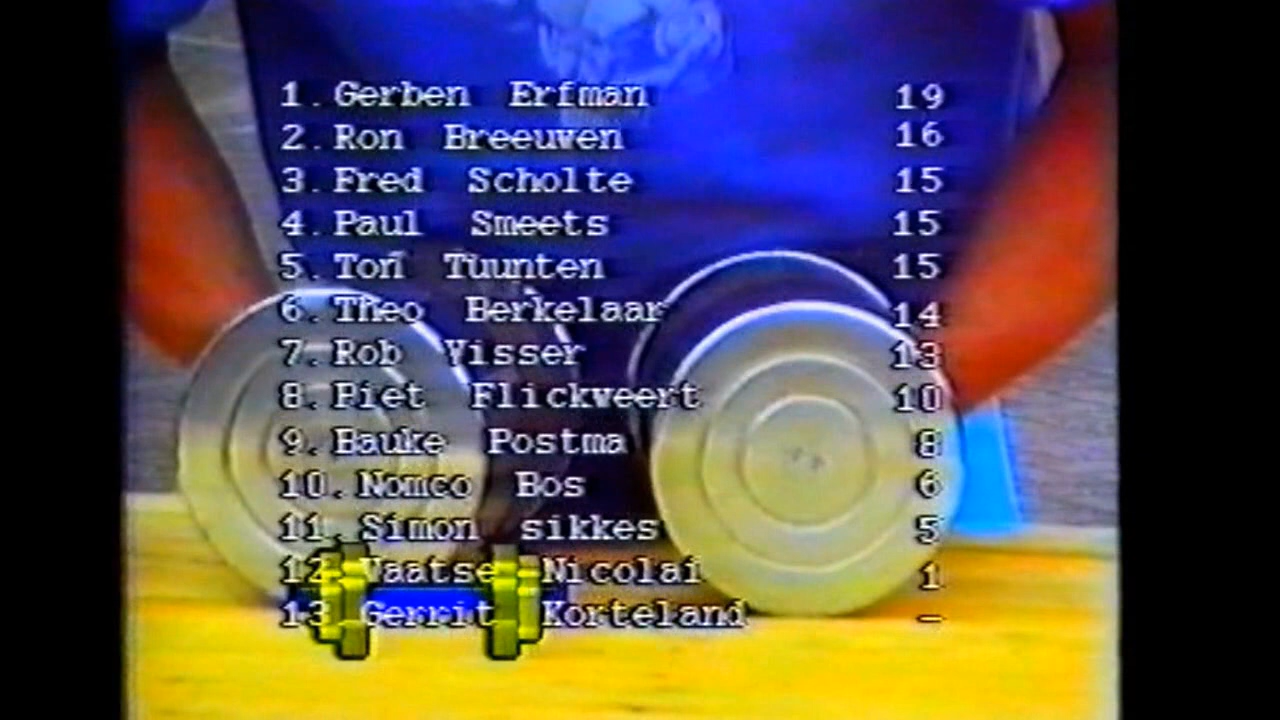 1. Gerben Erfman 19
2. Ron Breeuwen 16
3. Fred Scholte 15
4. Paul Smeets 15
5. Ton Tuunten 15
6. Theo Berkelaar 14
7. Rob Visser 13
8. Piet Flickweert 10
9. Bauke Postma 8
10. Nomco Bos 6
11. Simon sikkes 5
12. Waatse Nicolai 1
13. Gerrit Korteland -